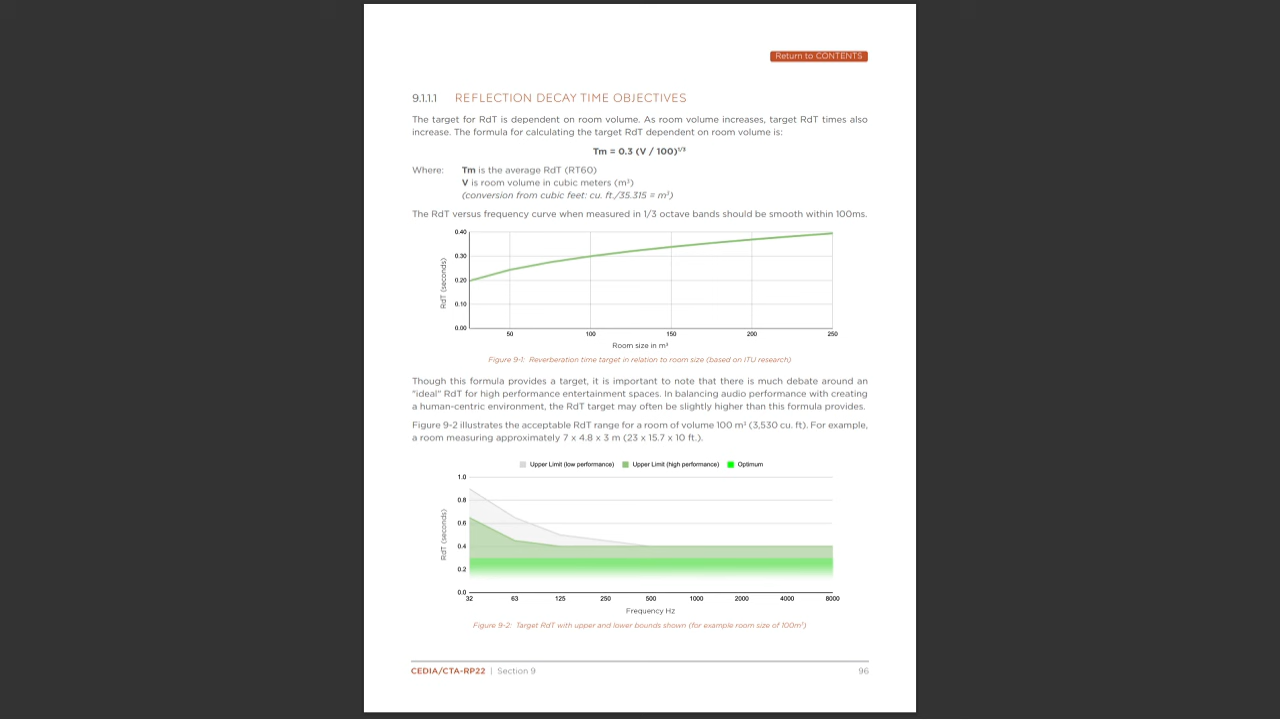 Return to CONTENTS
9.1.1.1 REFLECTION DECAY TIME OBJECTIVES
The target for RdT is dependent on room volume. As room volume increases, target RdT times also
increase. The formula for calculating the target RdT dependent on room volume is:
Tm = 0.3 (V / 100)¹/³
Where: Tm is the average RdT (RT60)
V is room volume in cubic meters (m³)
(conversion from cubic feet: cu. ft./35.315 = m³)
The RdT versus frequency curve when measured in 1/3 octave bands should be smooth within 100ms.
0.40
0.30
0.20
0.10
0.00
RdT (seconds)
50 100 150 200 250
Room size in m³
Figure 9-1: Reverberation time target in relation to room size (based on ITU research)
Though this formula provides a target, it is important to note that there is much debate around an
"ideal" RdT for high performance entertainment spaces. In balancing audio performance with creating
a human-centric environment, the RdT target may often be slightly higher than this formula provides.
Figure 9-2 illustrates the acceptable RdT range for a room of volume 100 m³ (3,530 cu. ft). For example,
a room measuring approximately 7 x 4.8 x 3 m (23 x 15.7 x 10 ft.).
Upper Limit (low performance) Upper Limit (high performance) Optimum
1.0
0.8
0.6
0.4
0.2
0.0
RdT (seconds)
32 63 125 250 500 1000 2000 4000 8000
Frequency Hz
Figure 9-2: Target RdT with upper and lower bounds shown (for example room size of 100m³)
CEDIA/CTA-RP22 | Section 9 96